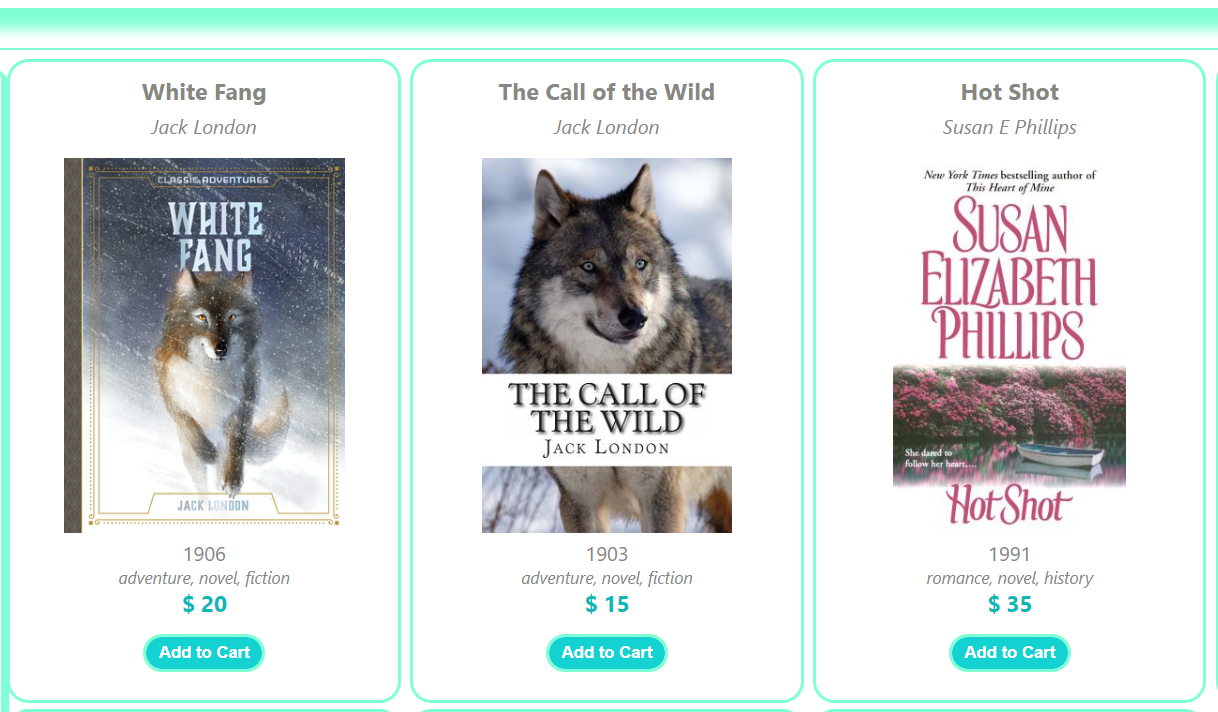 White Fang
Jack London
CLASSIC ADVENTURES
WHITE
FANG
JACK LONDON
1906
adventure, novel, fiction
$ 20
Add to Cart
The Call of the Wild
Jack London
THE CALL OF
THE WILD
JACK LONDON
1903
adventure, novel, fiction
$ 15
Add to Cart
Hot Shot
Susan E Phillips
New York Times bestselling author of
This Heart of Mine
SUSAN
ELIZABETH
PHILLIPS
She dared to
follow her heart....
Hot Shot
1991
romance, novel, history
$ 35
Add to Cart